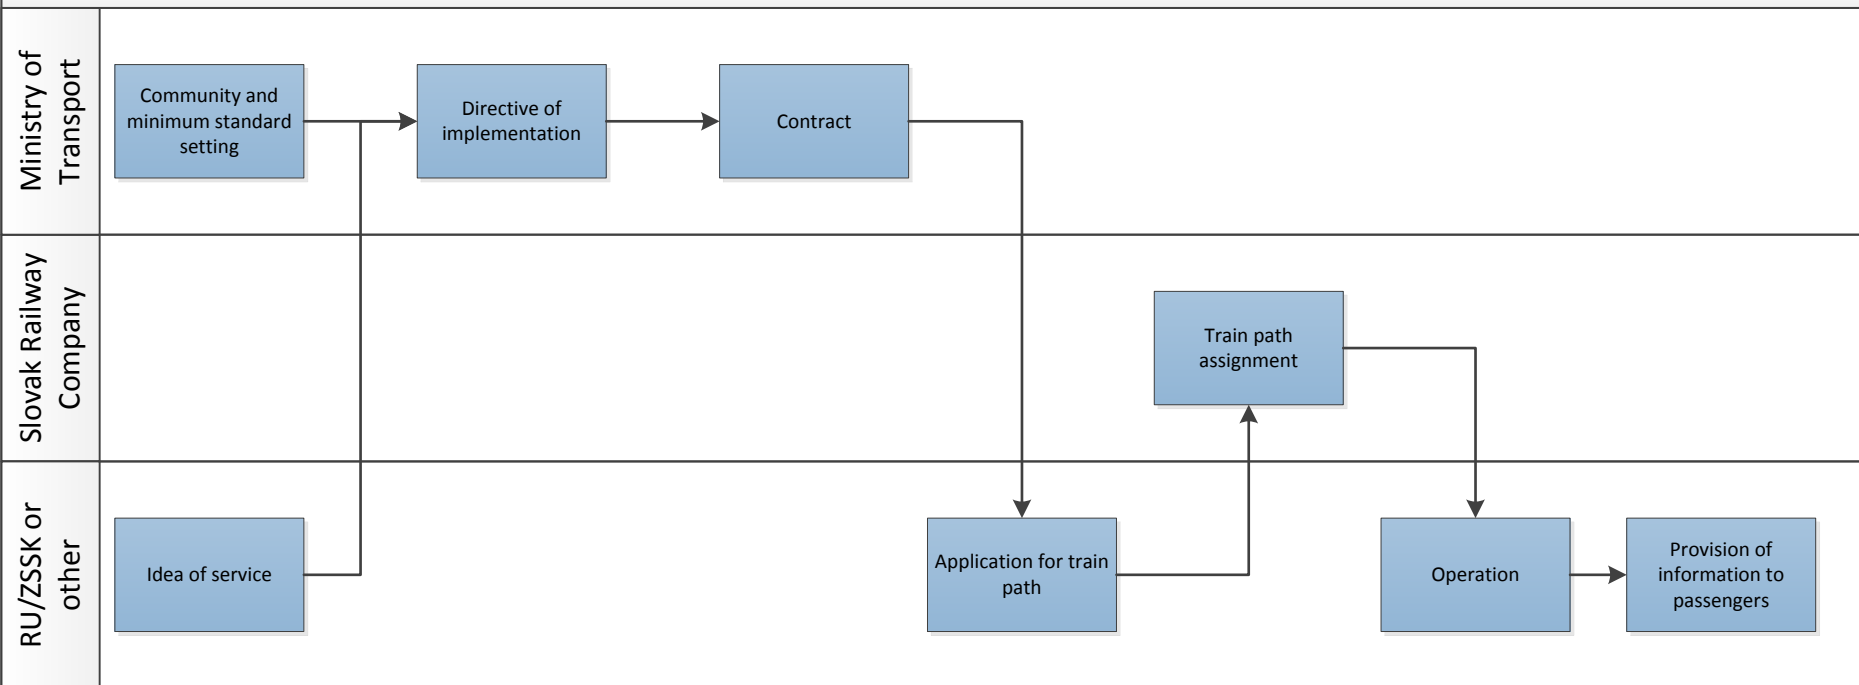 Ministry of
Transport
Community and
minimum standard
setting
Directive of
implementation
Contract
Slovak Railway
Company
Train path
assignment
RU/ZSSK or
other
Idea of service
Application for train
path
Operation
Provision of
information to
passengers